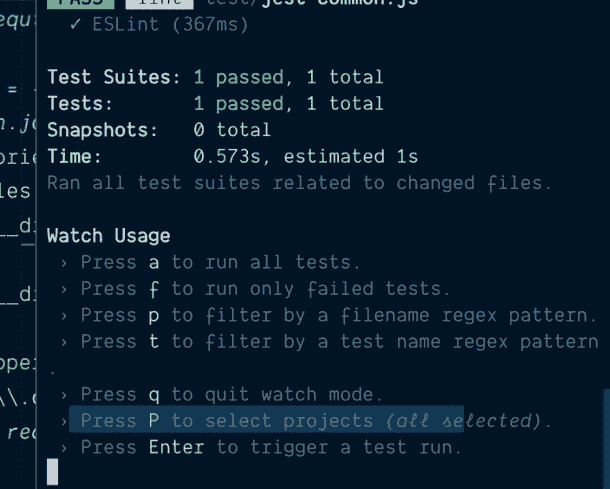 PASS lint test/jest-common.js
✓ ESLint (367ms)
Test Suites: 1 passed, 1 total
Tests: 1 passed, 1 total
Snapshots: 0 total
Time: 0.573s, estimated 1s
Ran all test suites related to changed files.
Watch Usage
› Press a to run all tests.
› Press f to run only failed tests.
› Press p to filter by a filename regex pattern.
› Press t to filter by a test name regex pattern
.
› Press q to quit watch mode.
› Press P to select projects (all selected).
› Press Enter to trigger a test run.